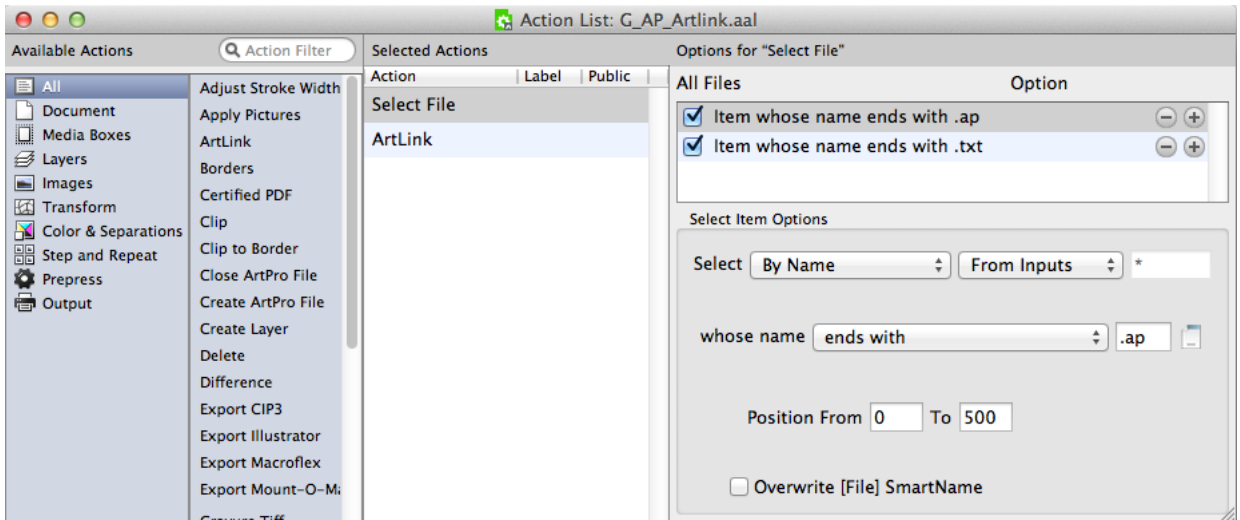 Action List: G_AP_Artlink.aal
Available Actions
Action Filter
All
Document
Media Boxes
Layers
Images
Transform
Color & Separations
Step and Repeat
Prepress
Output
Adjust Stroke Width
Apply Pictures
ArtLink
Borders
Certified PDF
Clip
Clip to Border
Close ArtPro File
Create ArtPro File
Create Layer
Delete
Difference
Export CIP3
Export Illustrator
Export Macroflex
Export Mount-O-Ma
Selected Actions
Action Label Public
Select File
ArtLink
Options for "Select File"
All Files Option
Item whose name ends with .ap
Item whose name ends with .txt
Select Item Options
Select By Name From Inputs *
whose name ends with .ap
Position From 0 To 500
Overwrite [File] SmartName